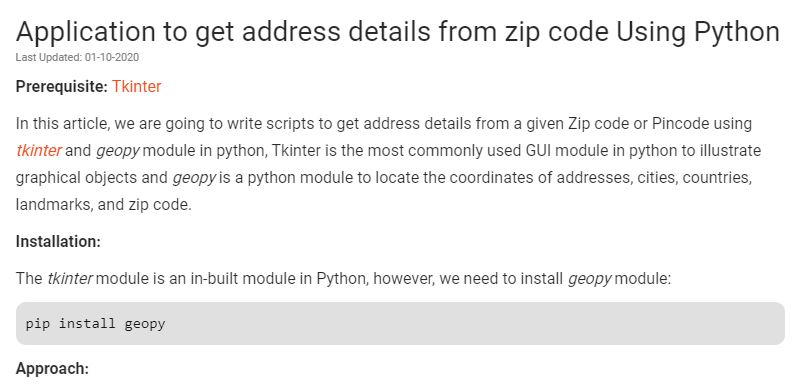 Application to get address details from zip code Using Python
Last Updated: 01-10-2020
Prerequisite: Tkinter
In this article, we are going to write scripts to get address details from a given Zip code or Pincode using
tkinter and geopy module in python, Tkinter is the most commonly used GUI module in python to illustrate
graphical objects and geopy is a python module to locate the coordinates of addresses, cities, countries,
landmarks, and zip code.
Installation:
The tkinter module is an in-built module in Python, however, we need to install geopy module:
pip install geopy
Approach: